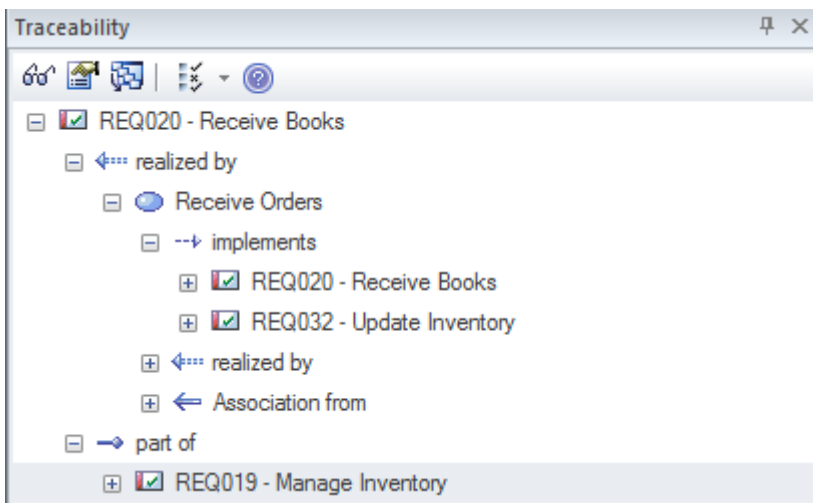 Traceability
REQ020 - Receive Books
realized by
Receive Orders
implements
REQ020 - Receive Books
REQ032 - Update Inventory
realized by
Association from
part of
REQ019 - Manage Inventory